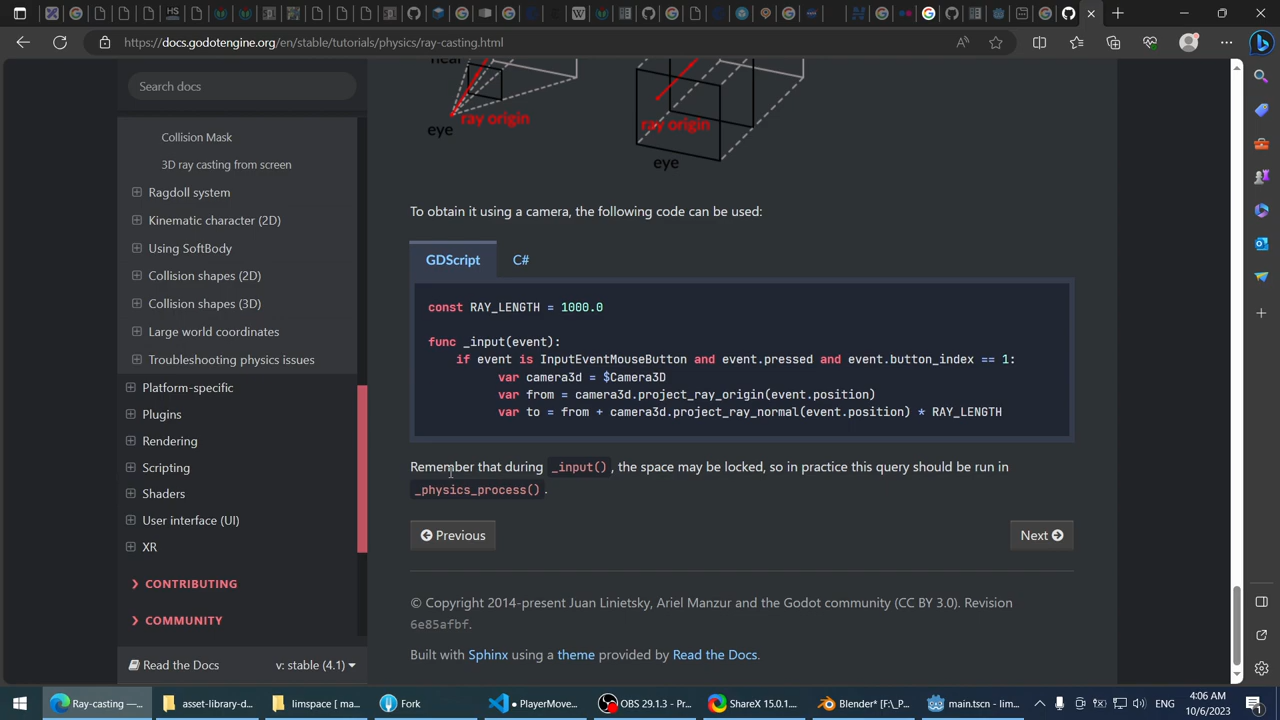 https://docs.godotengine.org/en/stable/tutorials/physics/ray-casting.html
Search docs
Collision Mask
3D ray casting from screen
Ragdoll system
Kinematic character (2D)
Using SoftBody
Collision shapes (2D)
Collision shapes (3D)
Large world coordinates
Troubleshooting physics issues
Platform-specific
Plugins
Rendering
Scripting
Shaders
User interface (UI)
XR
CONTRIBUTING
COMMUNITY
Read the Docs v: stable (4.1)
near
ray origin
eye
ray origin
eye
To obtain it using a camera, the following code can be used:
GDScript C#
const RAY_LENGTH = 1000.0
func _input(event):
if event is InputEventMouseButton and event.pressed and event.button_index == 1:
var camera3d = $Camera3D
var from = camera3d.project_ray_origin(event.position)
var to = from + camera3d.project_ray_normal(event.position) * RAY_LENGTH
Remember that during _input(), the space may be locked, so in practice this query should be run in
_physics_process().
Previous Next
© Copyright 2014-present Juan Linietsky, Ariel Manzur and the Godot community (CC BY 3.0). Revision
6e85afbf.
Built with Sphinx using a theme provided by Read the Docs.
Ray-casting —... asset-library-d... limspace [ ma... Fork ● PlayerMove... OBS 29.1.3 - Pr... ShareX 15.0.1... Blender* [F:\_P... main.tscn - lim... ENG 4:06 AM
10/6/2023